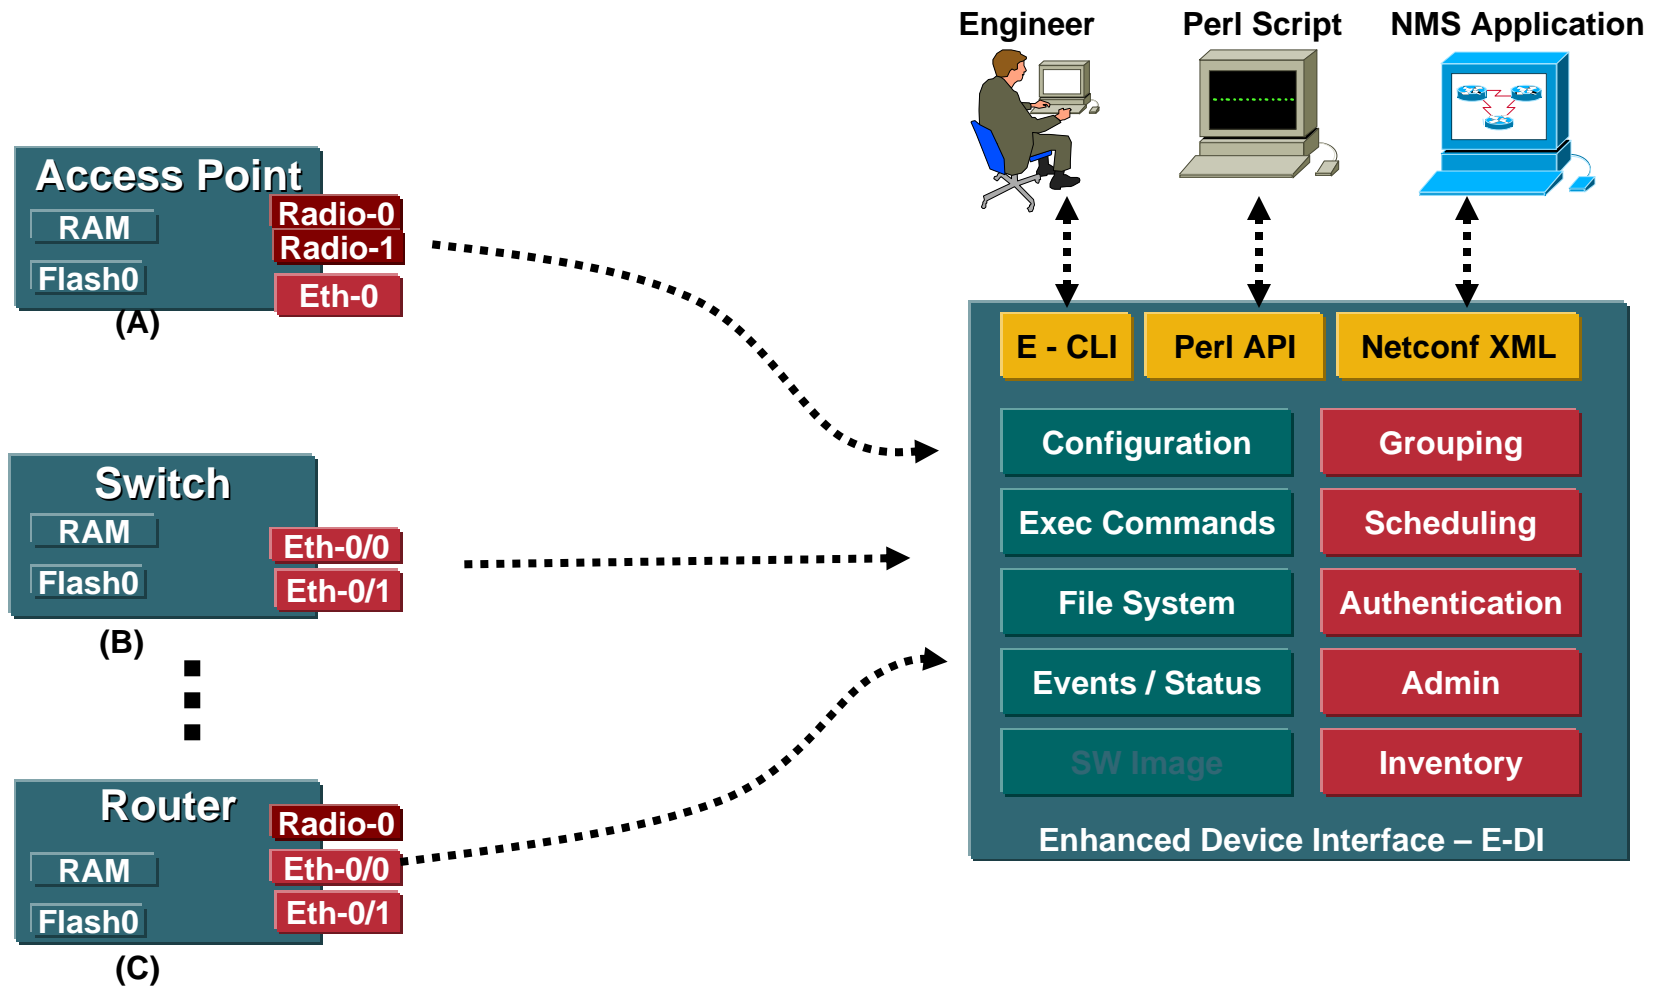 Engineer
Perl Script
NMS Application
Access Point
RAM
Flash0
Radio-0
Radio-1
Eth-0
(A)
Switch
RAM
Flash0
Eth-0/0
Eth-0/1
(B)
Router
RAM
Flash0
Radio-0
Eth-0/0
Eth-0/1
(C)
E - CLI
Perl API
Netconf XML
Configuration
Grouping
Exec Commands
Scheduling
File System
Authentication
Events / Status
Admin
SW Image
Inventory
Enhanced Device Interface – E-DI